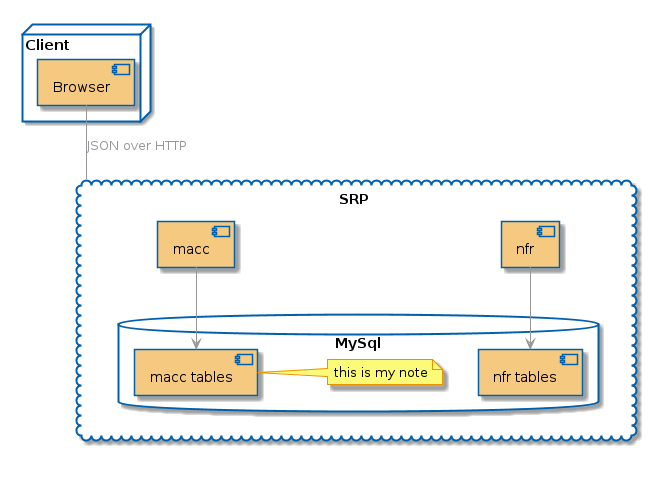 Client
Browser
JSON over HTTP
SRP
macc
nfr
MySql
macc tables
this is my note
nfr tables